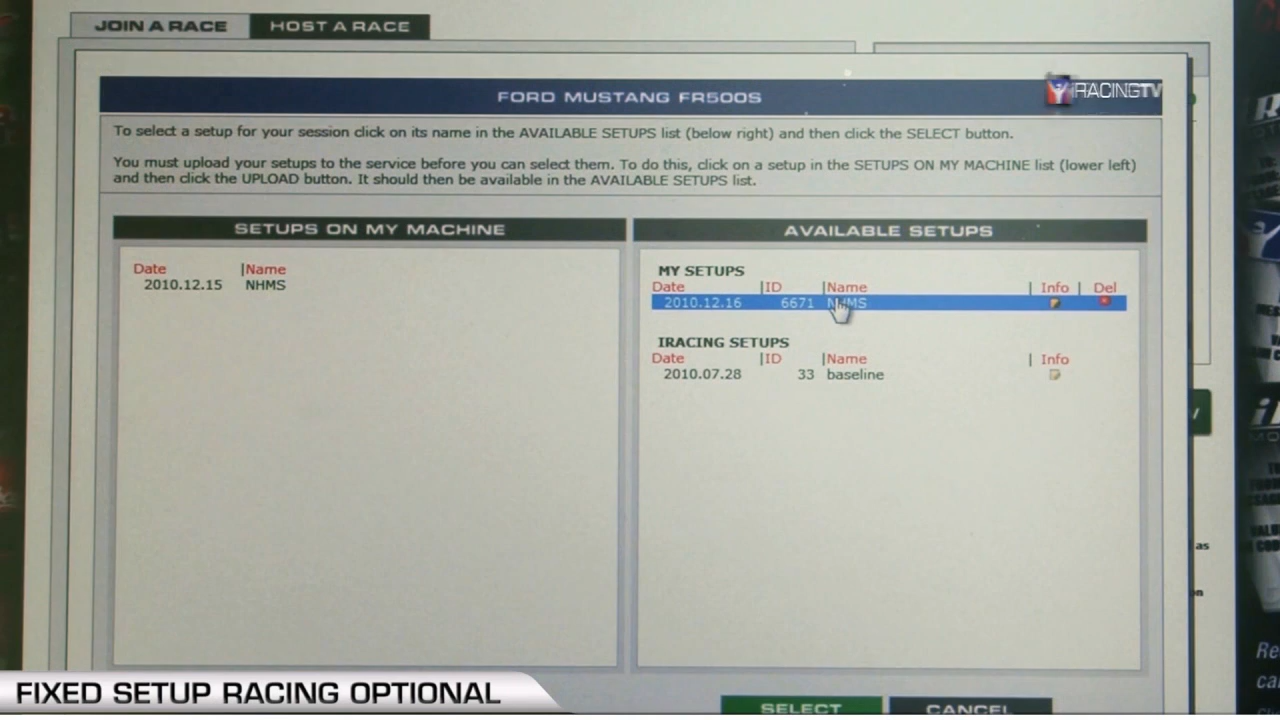 JOIN A RACE
HOST A RACE
FORD MUSTANG FR500S
iRACINGTV
To select a setup for your session click on its name in the AVAILABLE SETUPS list (below right) and then click the SELECT button.
You must upload your setups to the service before you can select them. To do this, click on a setup in the SETUPS ON MY MACHINE list (lower left)
and then click the UPLOAD button. It should then be available in the AVAILABLE SETUPS list.
SETUPS ON MY MACHINE
Date |Name
2010.12.15 NHMS
AVAILABLE SETUPS
MY SETUPS
Date |ID |Name | Info | Del
2010.12.16 6671 NHMS
IRACING SETUPS
Date |ID |Name | Info
2010.07.28 33 baseline
as
SELECT
CANCEL
FIXED SETUP RACING OPTIONAL